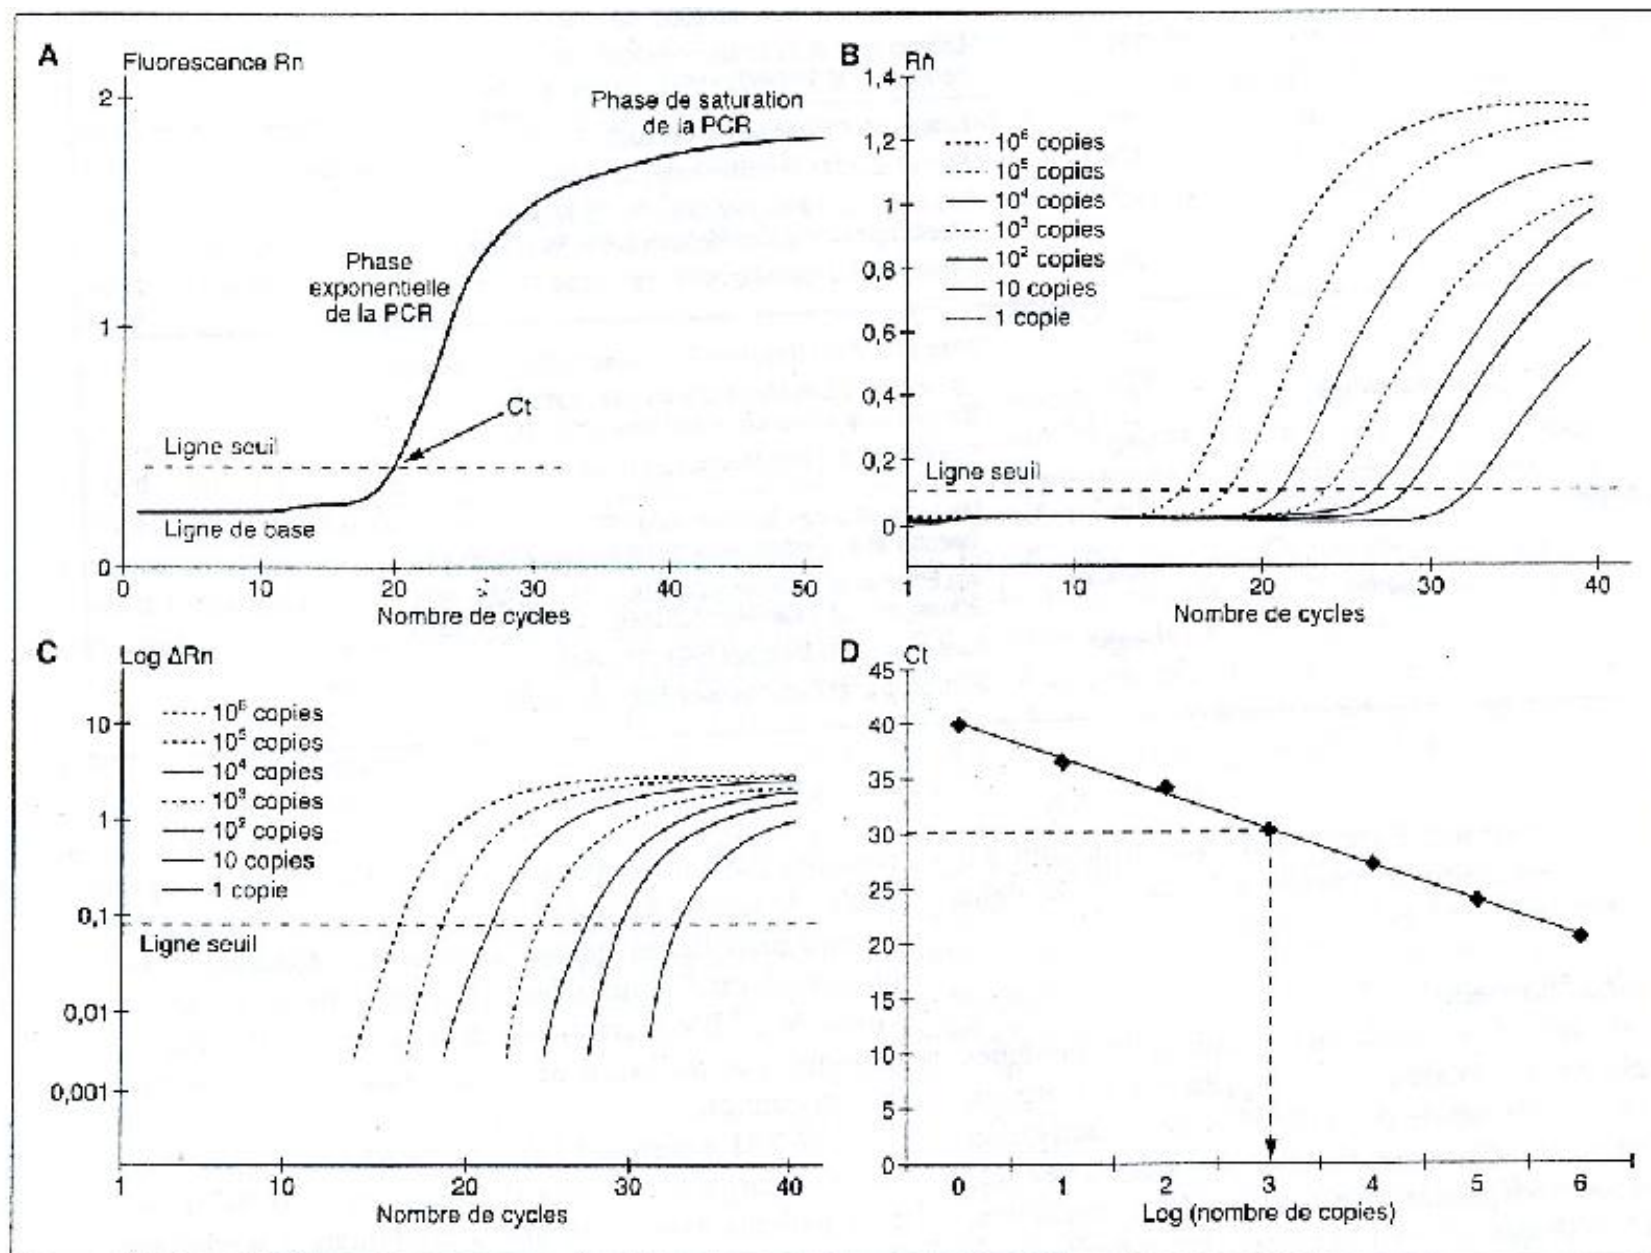 A
Fluorescence Rn
2
1
0
Phase de saturation
de la PCR
Phase
exponentielle
de la PCR
Ct
Ligne seuil
Ligne de base
0 10 20 30 40 50
Nombre de cycles
B
Rn
1,4
1,2
1
0,8
0,6
0,4
0,2
0
10⁶ copies
10⁵ copies
10⁴ copies
10³ copies
10² copies
10 copies
1 copie
Ligne seuil
1 10 20 30 40
Nombre de cycles
C
Log ΔRn
10
1
0,1
0,01
0,001
10⁶ copies
10⁵ copies
10⁴ copies
10³ copies
10² copies
10 copies
1 copie
Ligne seuil
1 10 20 30 40
Nombre de cycles
D
Ct
45
40
35
30
25
20
15
10
5
0
0 1 2 3 4 5 6
Log (nombre de copies)